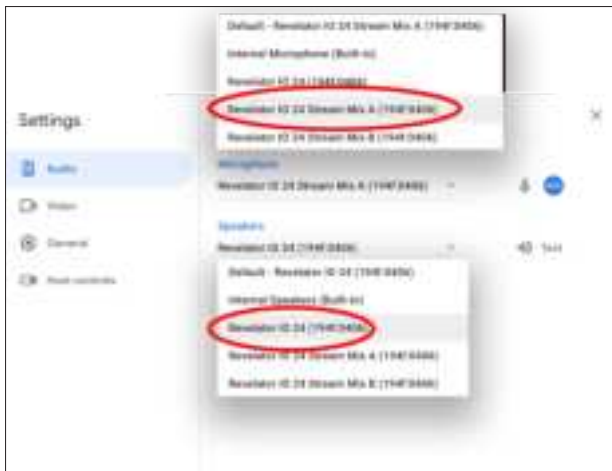 Default - Revelator IO 24 Stream Mix A (194f:0406)
Internal Microphone (Built-in)
Revelator IO 24 (194f:0406)
Revelator IO 24 Stream Mix A (194f:0406)
Revelator IO 24 Stream Mix B (194f:0406)
Settings
Microphone
Audio
Revelator IO 24 Stream Mix A (194f:0406)
Video
Speakers
General
Revelator IO 24 (194f:0406)
Test
Host controls
Default - Revelator IO 24 (194f:0406)
Internal Speakers (Built-in)
Revelator IO 24 (194f:0406)
Revelator IO 24 Stream Mix A (194f:0406)
Revelator IO 24 Stream Mix B (194f:0406)